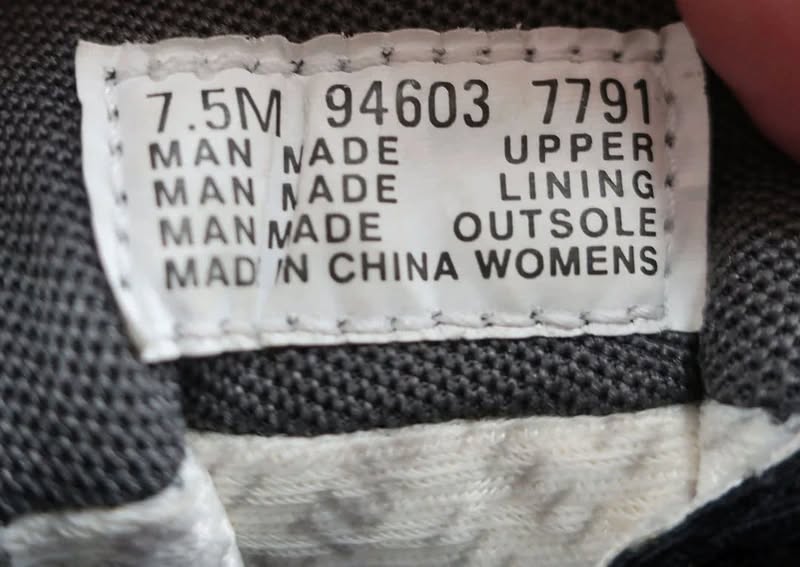 7.5M 94603 7791
MAN MADE UPPER
MAN MADE LINING
MAN MADE OUTSOLE
MADE IN CHINA WOMENS